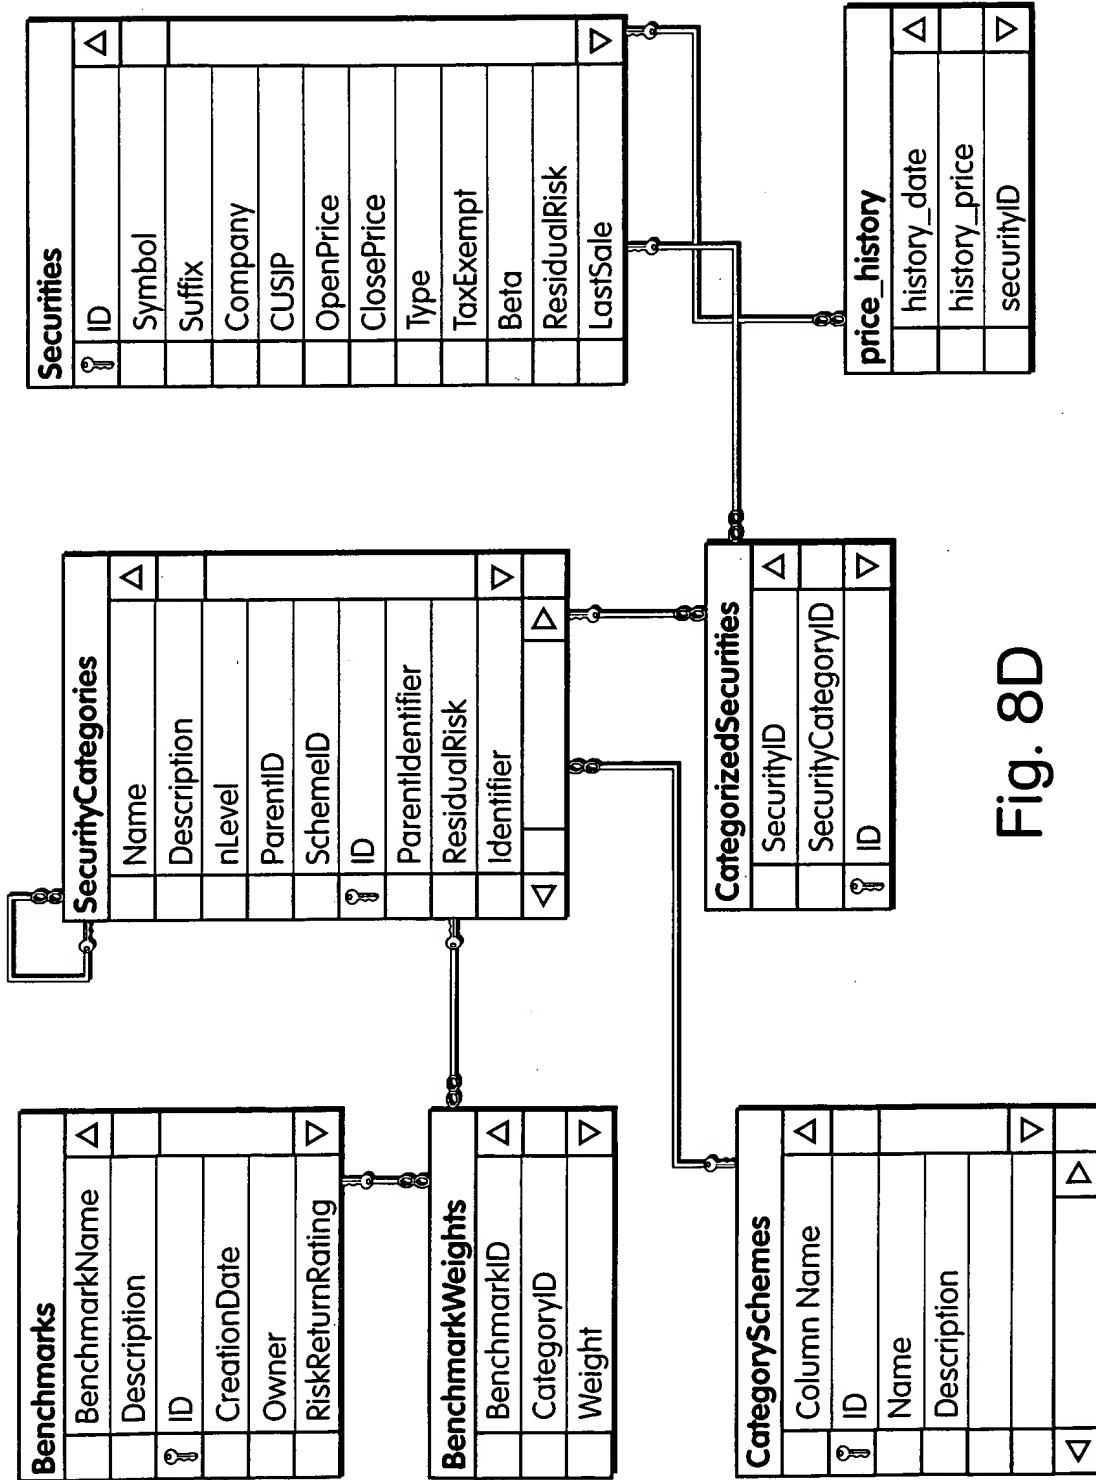 Benchmarks
BenchmarkName
Description
ID
CreationDate
Owner
RiskReturnRating
BenchmarkWeights
BenchmarkID
CategoryID
Weight
CategorySchemes
Column Name
ID
Name
Description
SecurityCategories
Name
Description
nLevel
ParentID
SchemeID
ID
ParentIdentifier
ResidualRisk
Identifier
CategorizedSecurities
SecurityID
SecurityCategoryID
ID
Securities
ID
Symbol
Suffix
Company
CUSIP
OpenPrice
ClosePrice
Type
TaxExempt
Beta
ResidualRisk
LastSale
price_history
history_date
history_price
securityID
Fig. 8D